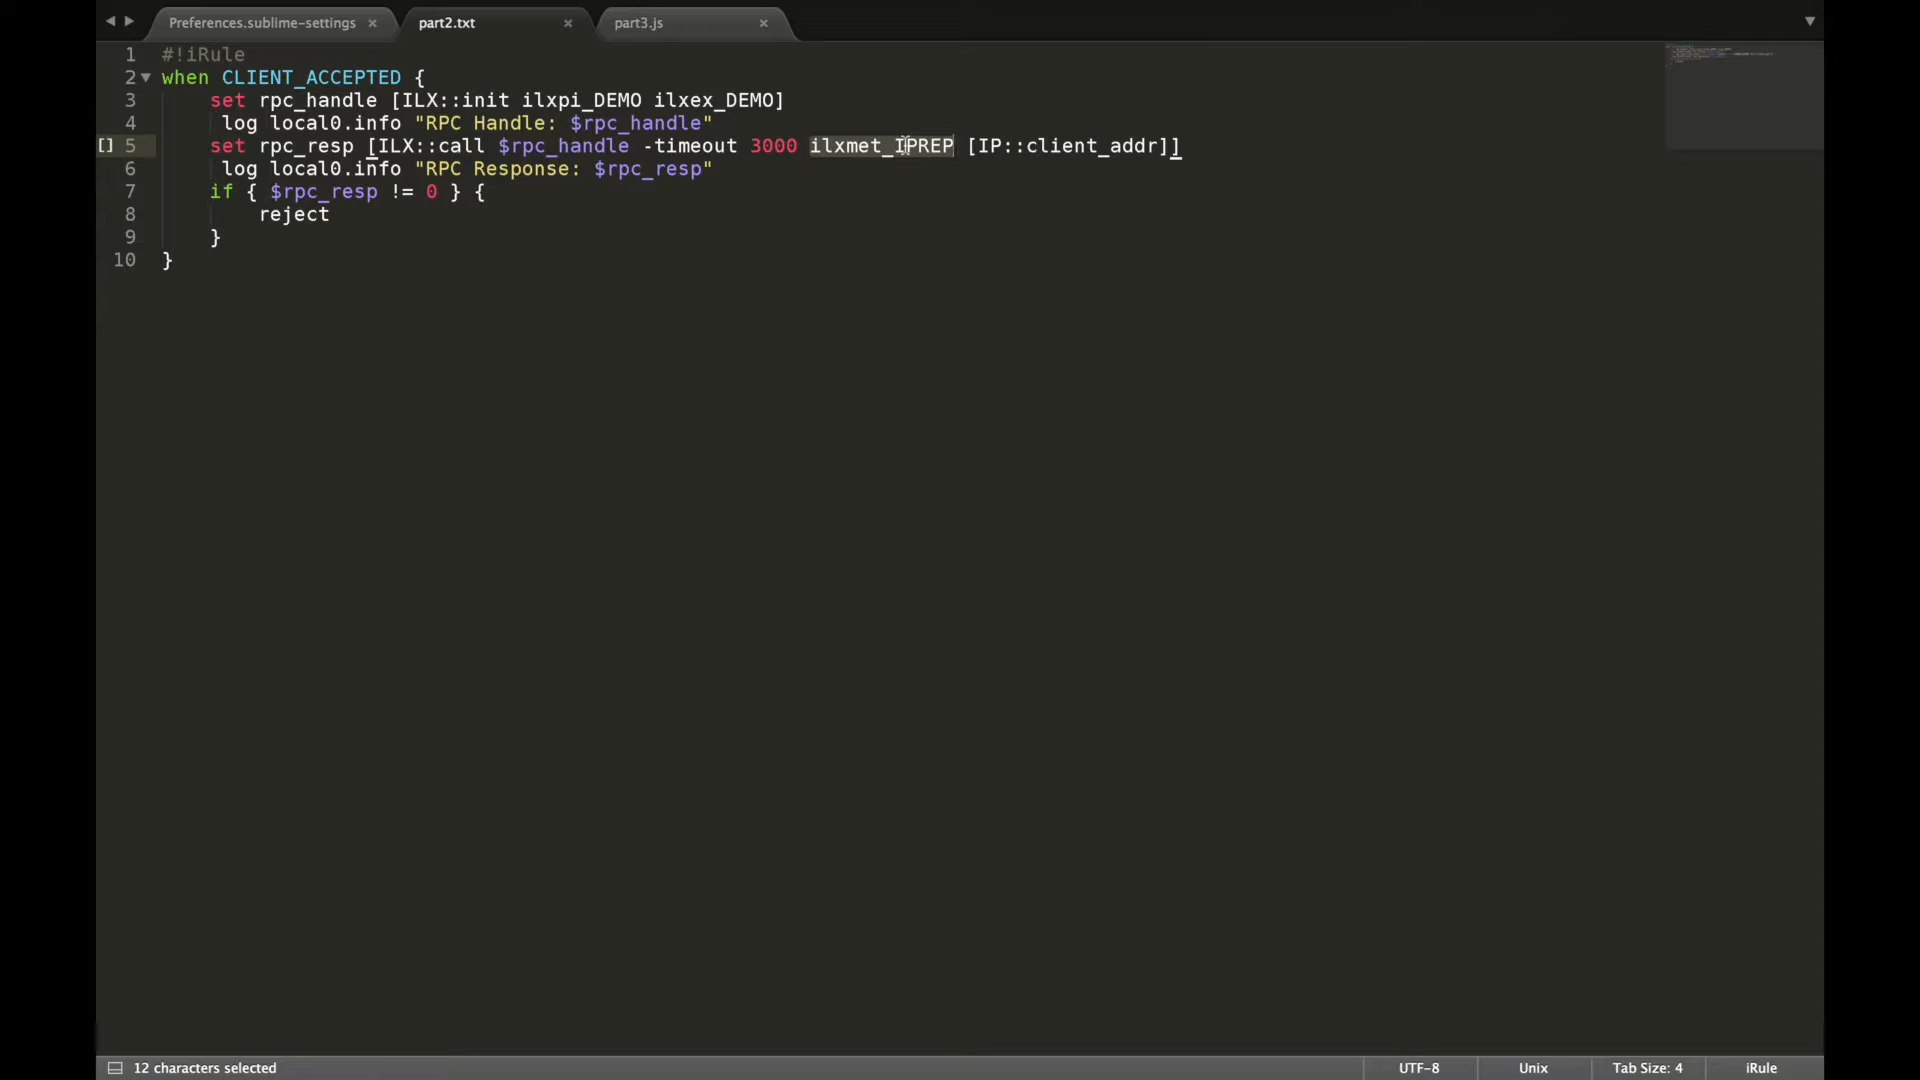 Preferences.sublime-settings × part2.txt × part3.js ×
1 #!iRule
2 when CLIENT_ACCEPTED {
3 set rpc_handle [ILX::init ilxpi_DEMO ilxex_DEMO]
4 log local0.info "RPC Handle: $rpc_handle"
[] 5 set rpc_resp [ILX::call $rpc_handle -timeout 3000 ilxmet_IPREP [IP::client_addr]]
6 log local0.info "RPC Response: $rpc_resp"
7 if { $rpc_resp != 0 } {
8 reject
9 }
10 }
12 characters selected UTF-8 Unix Tab Size: 4 iRule